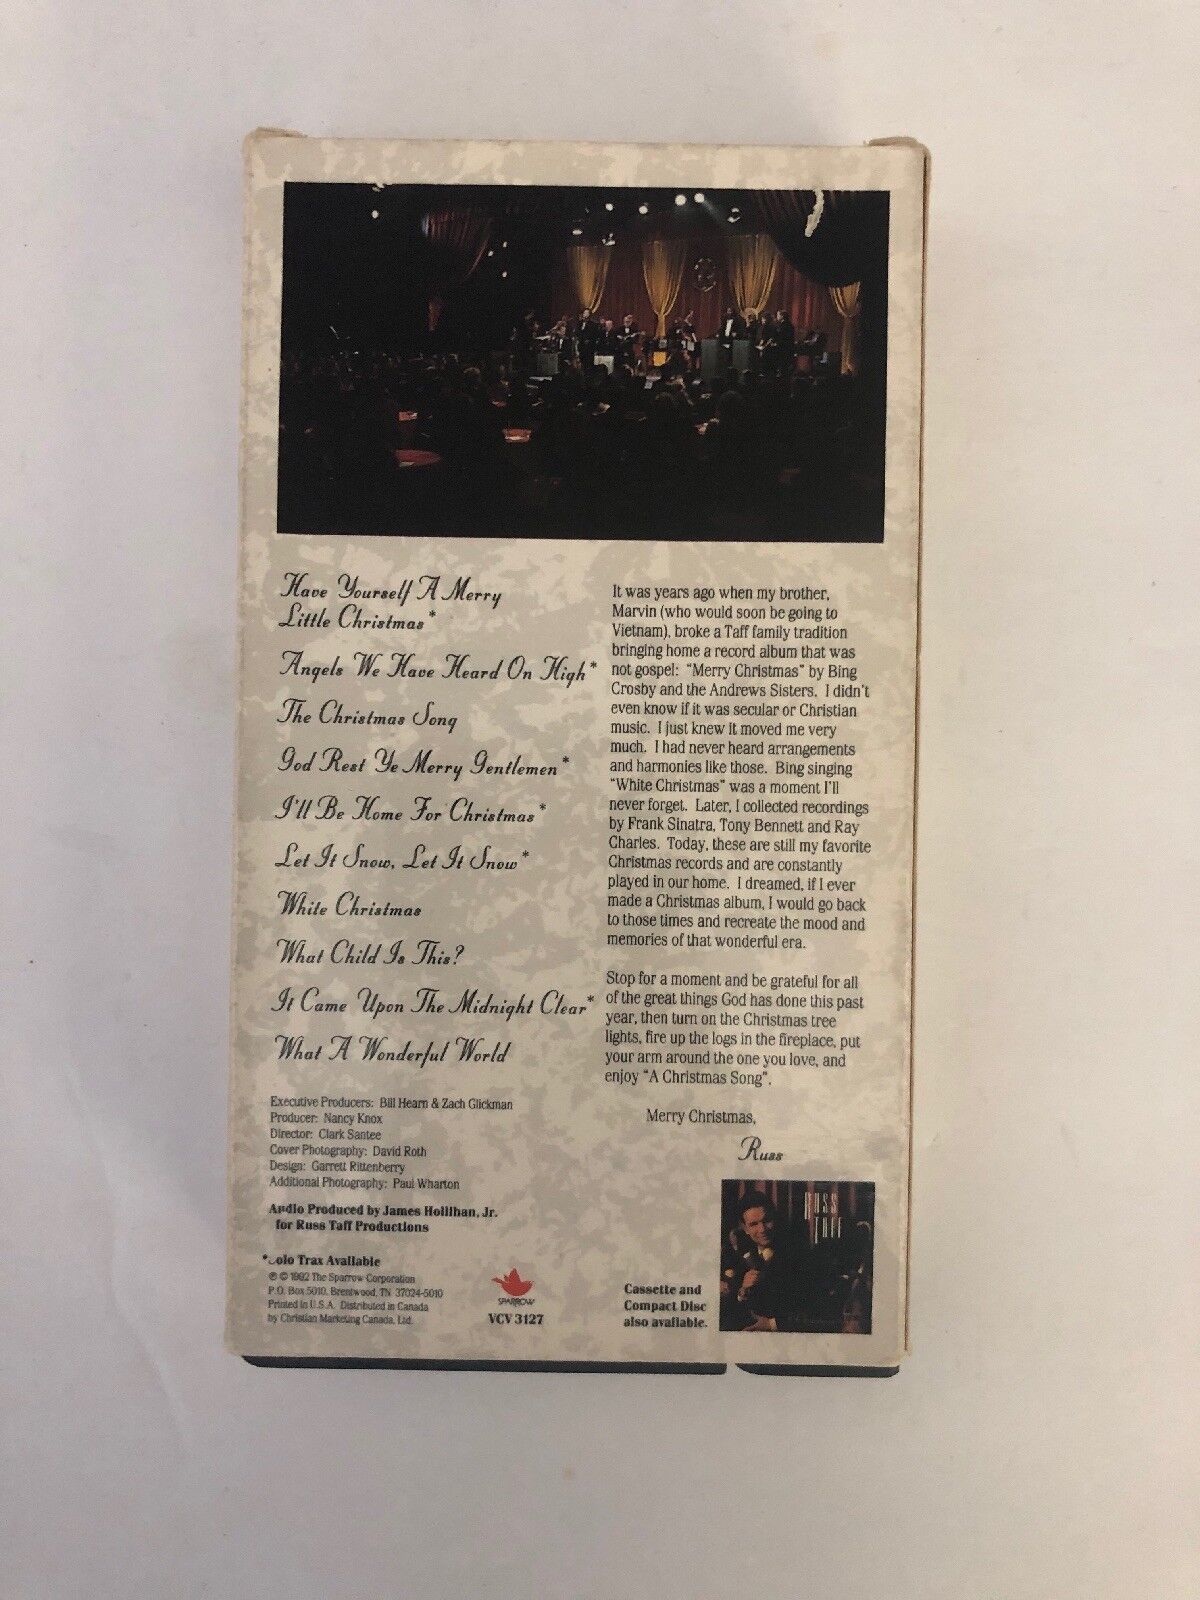 Have Yourself A Merry
Little Christmas*
Angels We Have Heard On High*
The Christmas Song
God Rest Ye Merry Gentlemen*
I'll Be Home For Christmas*
Let It Snow, Let It Snow*
White Christmas
What Child Is This?
It Came Upon The Midnight Clear*
What A Wonderful World
Executive Producers: Bill Hearn & Zach Glickman
Producer: Nancy Knox
Director: Clark Santee
Cover Photography: David Roth
Design: Garrett Rittenberry
Additional Photography: Paul Wharton
Audio Produced by James Hollihan, Jr.
for Russ Taff Productions
*Solo Trax Available
℗ © 1992 The Sparrow Corporation
P.O. Box 5010, Brentwood, TN 37024-5010
Printed in U.S.A. Distributed in Canada
by Christian Marketing Canada, Ltd.
SPARROW
VCV 3127
It was years ago when my brother,
Marvin (who would soon be going to
Vietnam), broke a Taff family tradition
bringing home a record album that was
not gospel: "Merry Christmas" by Bing
Crosby and the Andrews Sisters. I didn't
even know if it was secular or Christian
music. I just knew it moved me very
much. I had never heard arrangements
and harmonies like those. Bing singing
"White Christmas" was a moment I'll
never forget. Later, I collected recordings
by Frank Sinatra, Tony Bennett and Ray
Charles. Today, these are still my favorite
Christmas records and are constantly
played in our home. I dreamed, if I ever
made a Christmas album, I would go back
to those times and recreate the mood and
memories of that wonderful era.
Stop for a moment and be grateful for all
of the great things God has done this past
year, then turn on the Christmas tree
lights, fire up the logs in the fireplace, put
your arm around the one you love, and
enjoy "A Christmas Song".
Merry Christmas,
Russ
Cassette and
Compact Disc
also available.
RUSS
TAFF